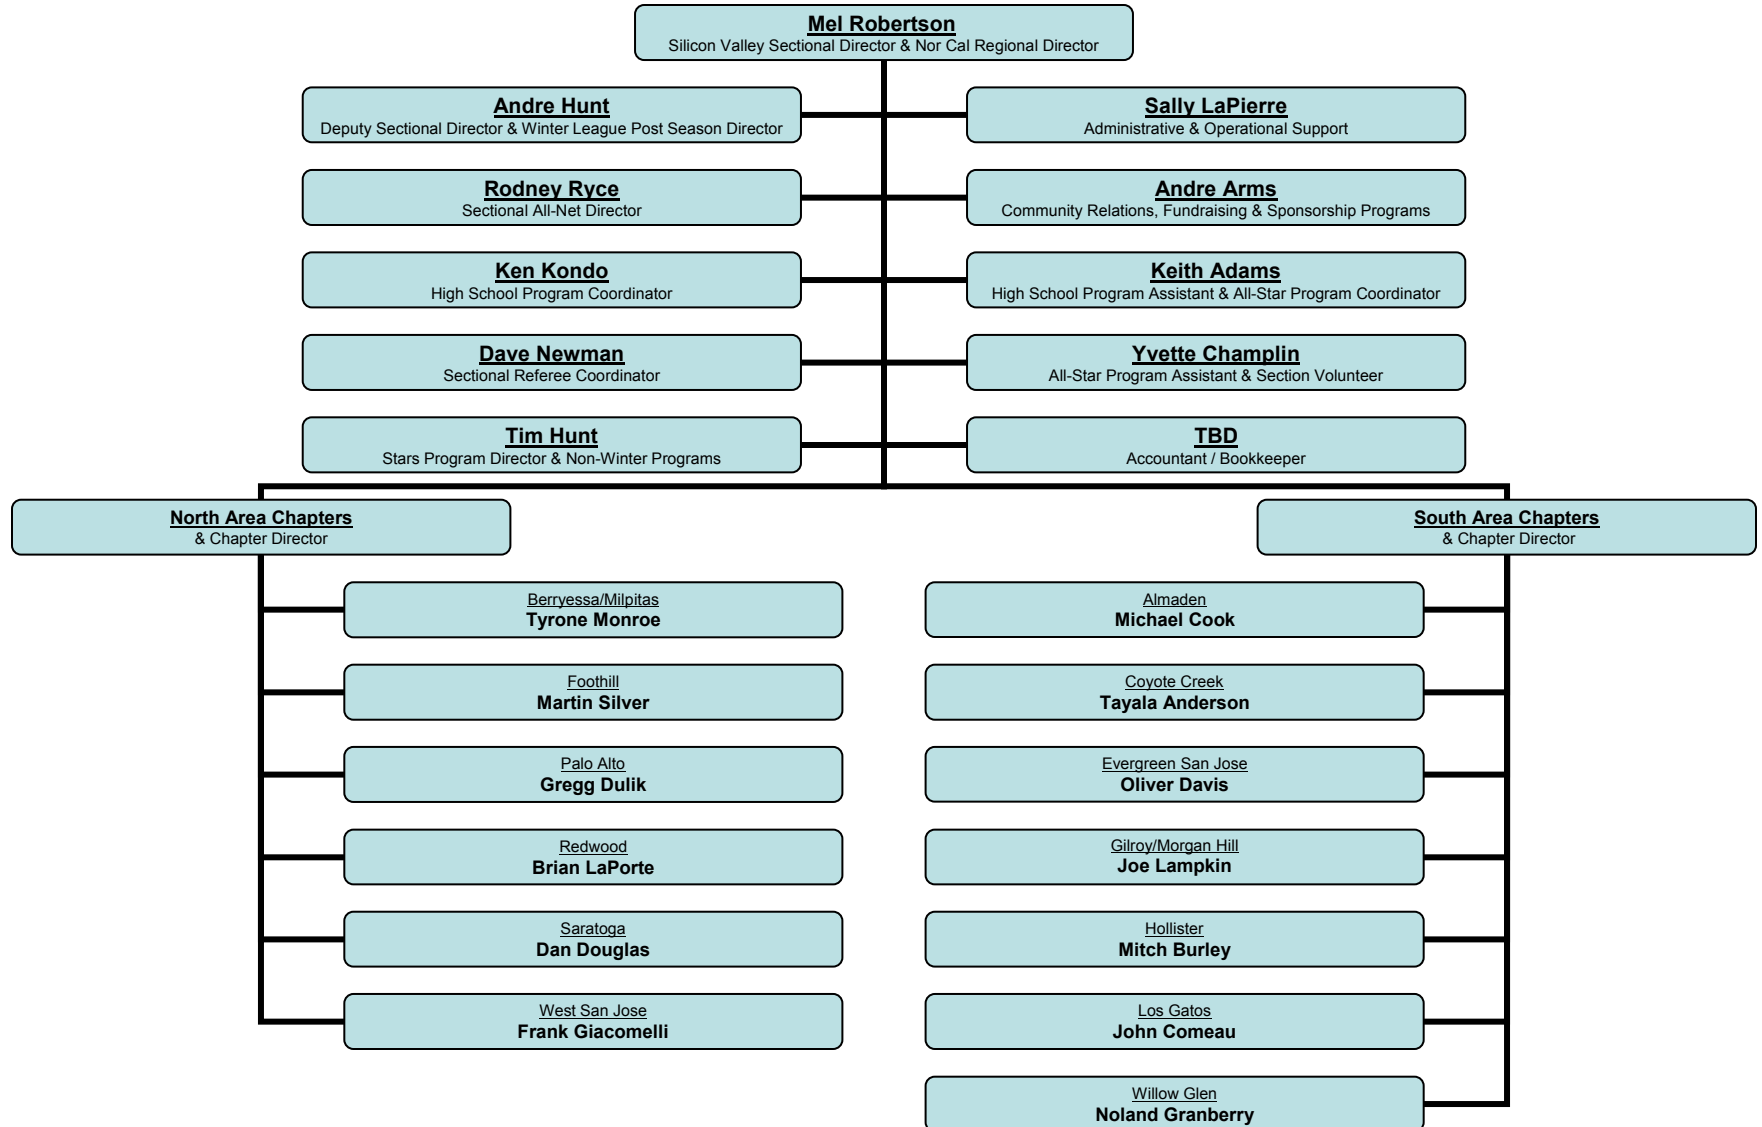 Mel Robertson
Silicon Valley Sectional Director & Nor Cal Regional Director
Andre Hunt
Deputy Sectional Director & Winter League Post Season Director
Sally LaPierre
Administrative & Operational Support
Rodney Ryce
Sectional All-Net Director
Andre Arms
Community Relations, Fundraising & Sponsorship Programs
Ken Kondo
High School Program Coordinator
Keith Adams
High School Program Assistant & All-Star Program Coordinator
Dave Newman
Sectional Referee Coordinator
Yvette Champlin
All-Star Program Assistant & Section Volunteer
Tim Hunt
Stars Program Director & Non-Winter Programs
TBD
Accountant / Bookkeeper
North Area Chapters
& Chapter Director
South Area Chapters
& Chapter Director
Berryessa/Milpitas
Tyrone Monroe
Almaden
Michael Cook
Foothill
Martin Silver
Coyote Creek
Tayala Anderson
Palo Alto
Gregg Dulik
Evergreen San Jose
Oliver Davis
Redwood
Brian LaPorte
Gilroy/Morgan Hill
Joe Lampkin
Saratoga
Dan Douglas
Hollister
Mitch Burley
West San Jose
Frank Giacomelli
Los Gatos
John Comeau
Willow Glen
Noland Granberry